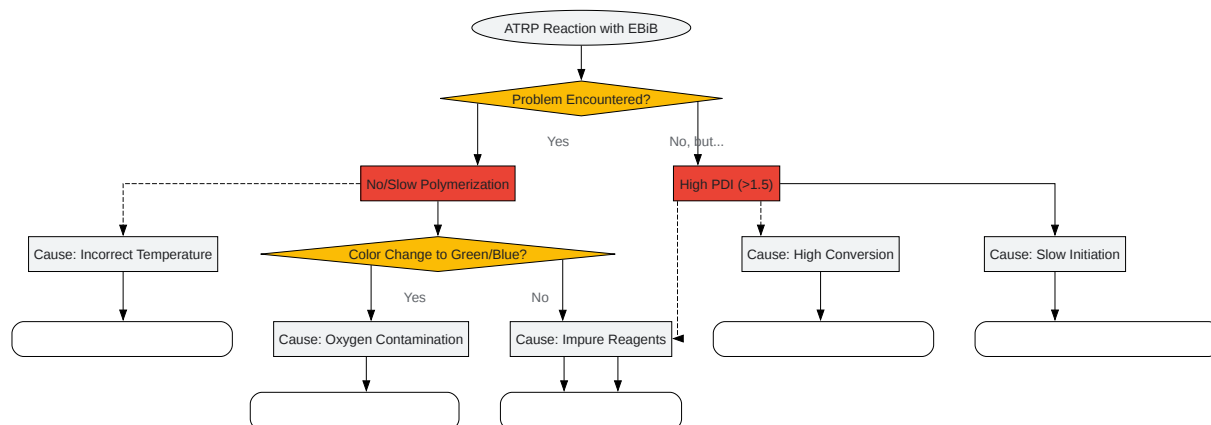 ATRP Reaction with EBiB
Problem Encountered?
Yes
No, but...
No/Slow Polymerization
High PDI (>1.5)
Cause: Incorrect Temperature
Color Change to Green/Blue?
Cause: High Conversion
Cause: Slow Initiation
Yes
No
Cause: Oxygen Contamination
Cause: Impure Reagents